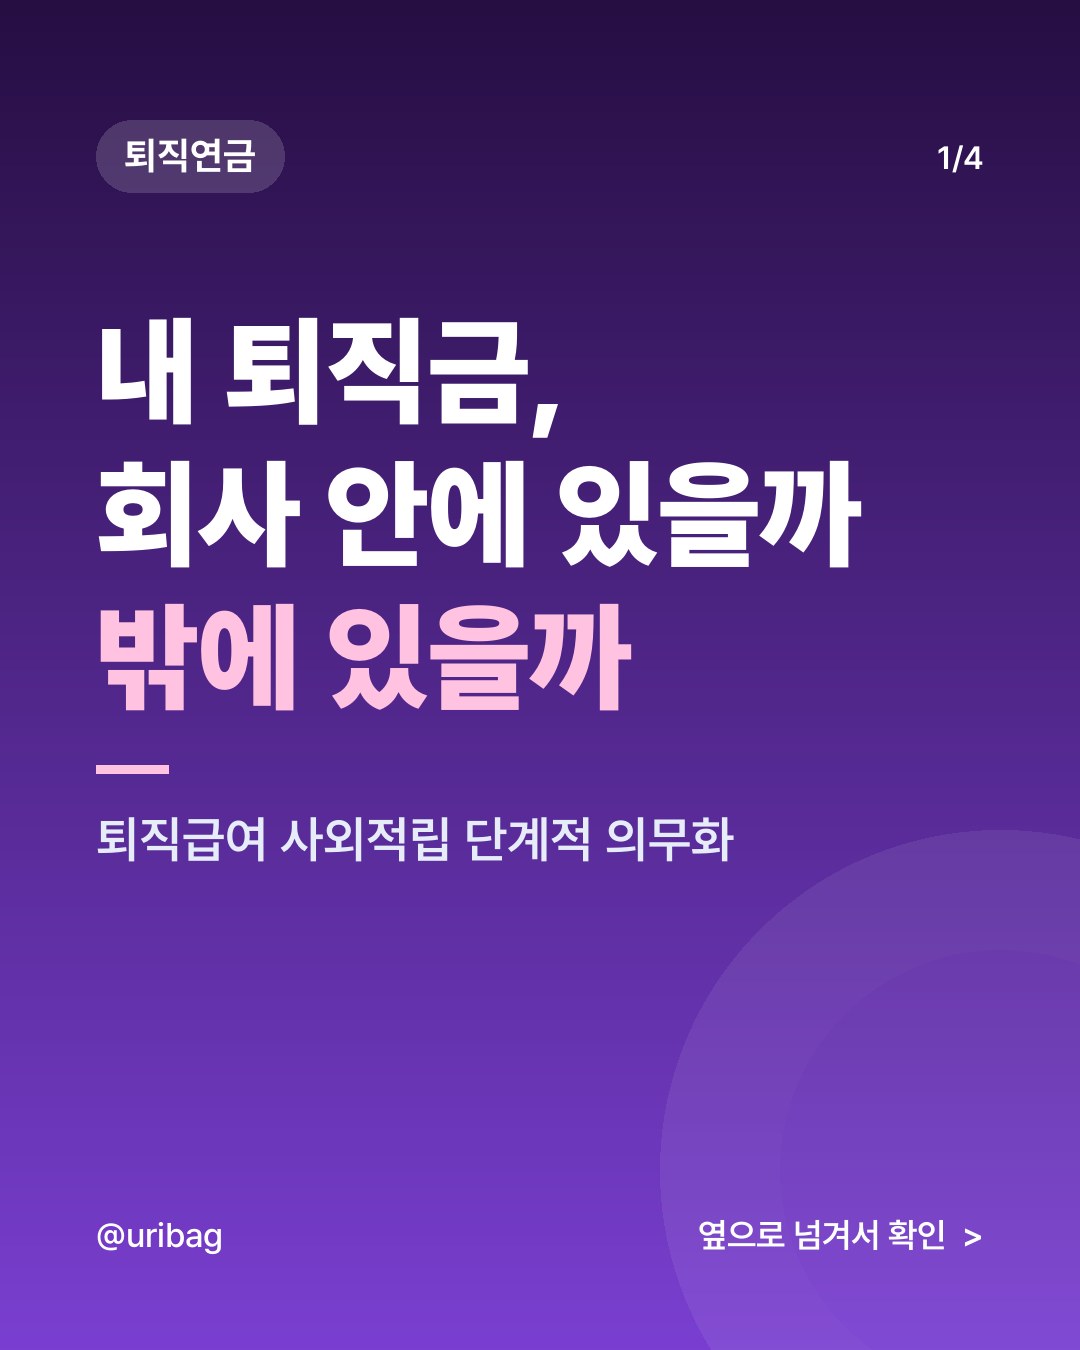 퇴직연금
1/4
내 퇴직금,
회사 안에 있을까
밖에 있을까
퇴직급여 사외적립 단계적 의무화
@uribag
옆으로 넘겨서 확인 >